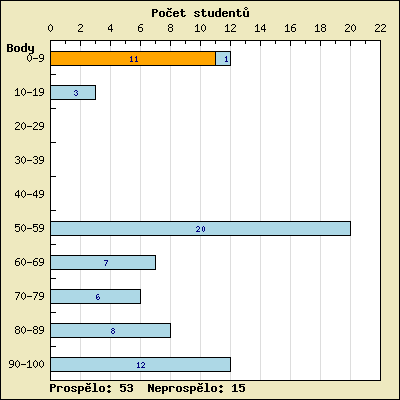 Počet studentů
0 2 4 6 8 10 12 14 16 18 20 22
Body
0-9 11 1
10-19 3
20-29
30-39
40-49
50-59 20
60-69 7
70-79 6
80-89 8
90-100 12
Prospělo: 53 Neprospělo: 15